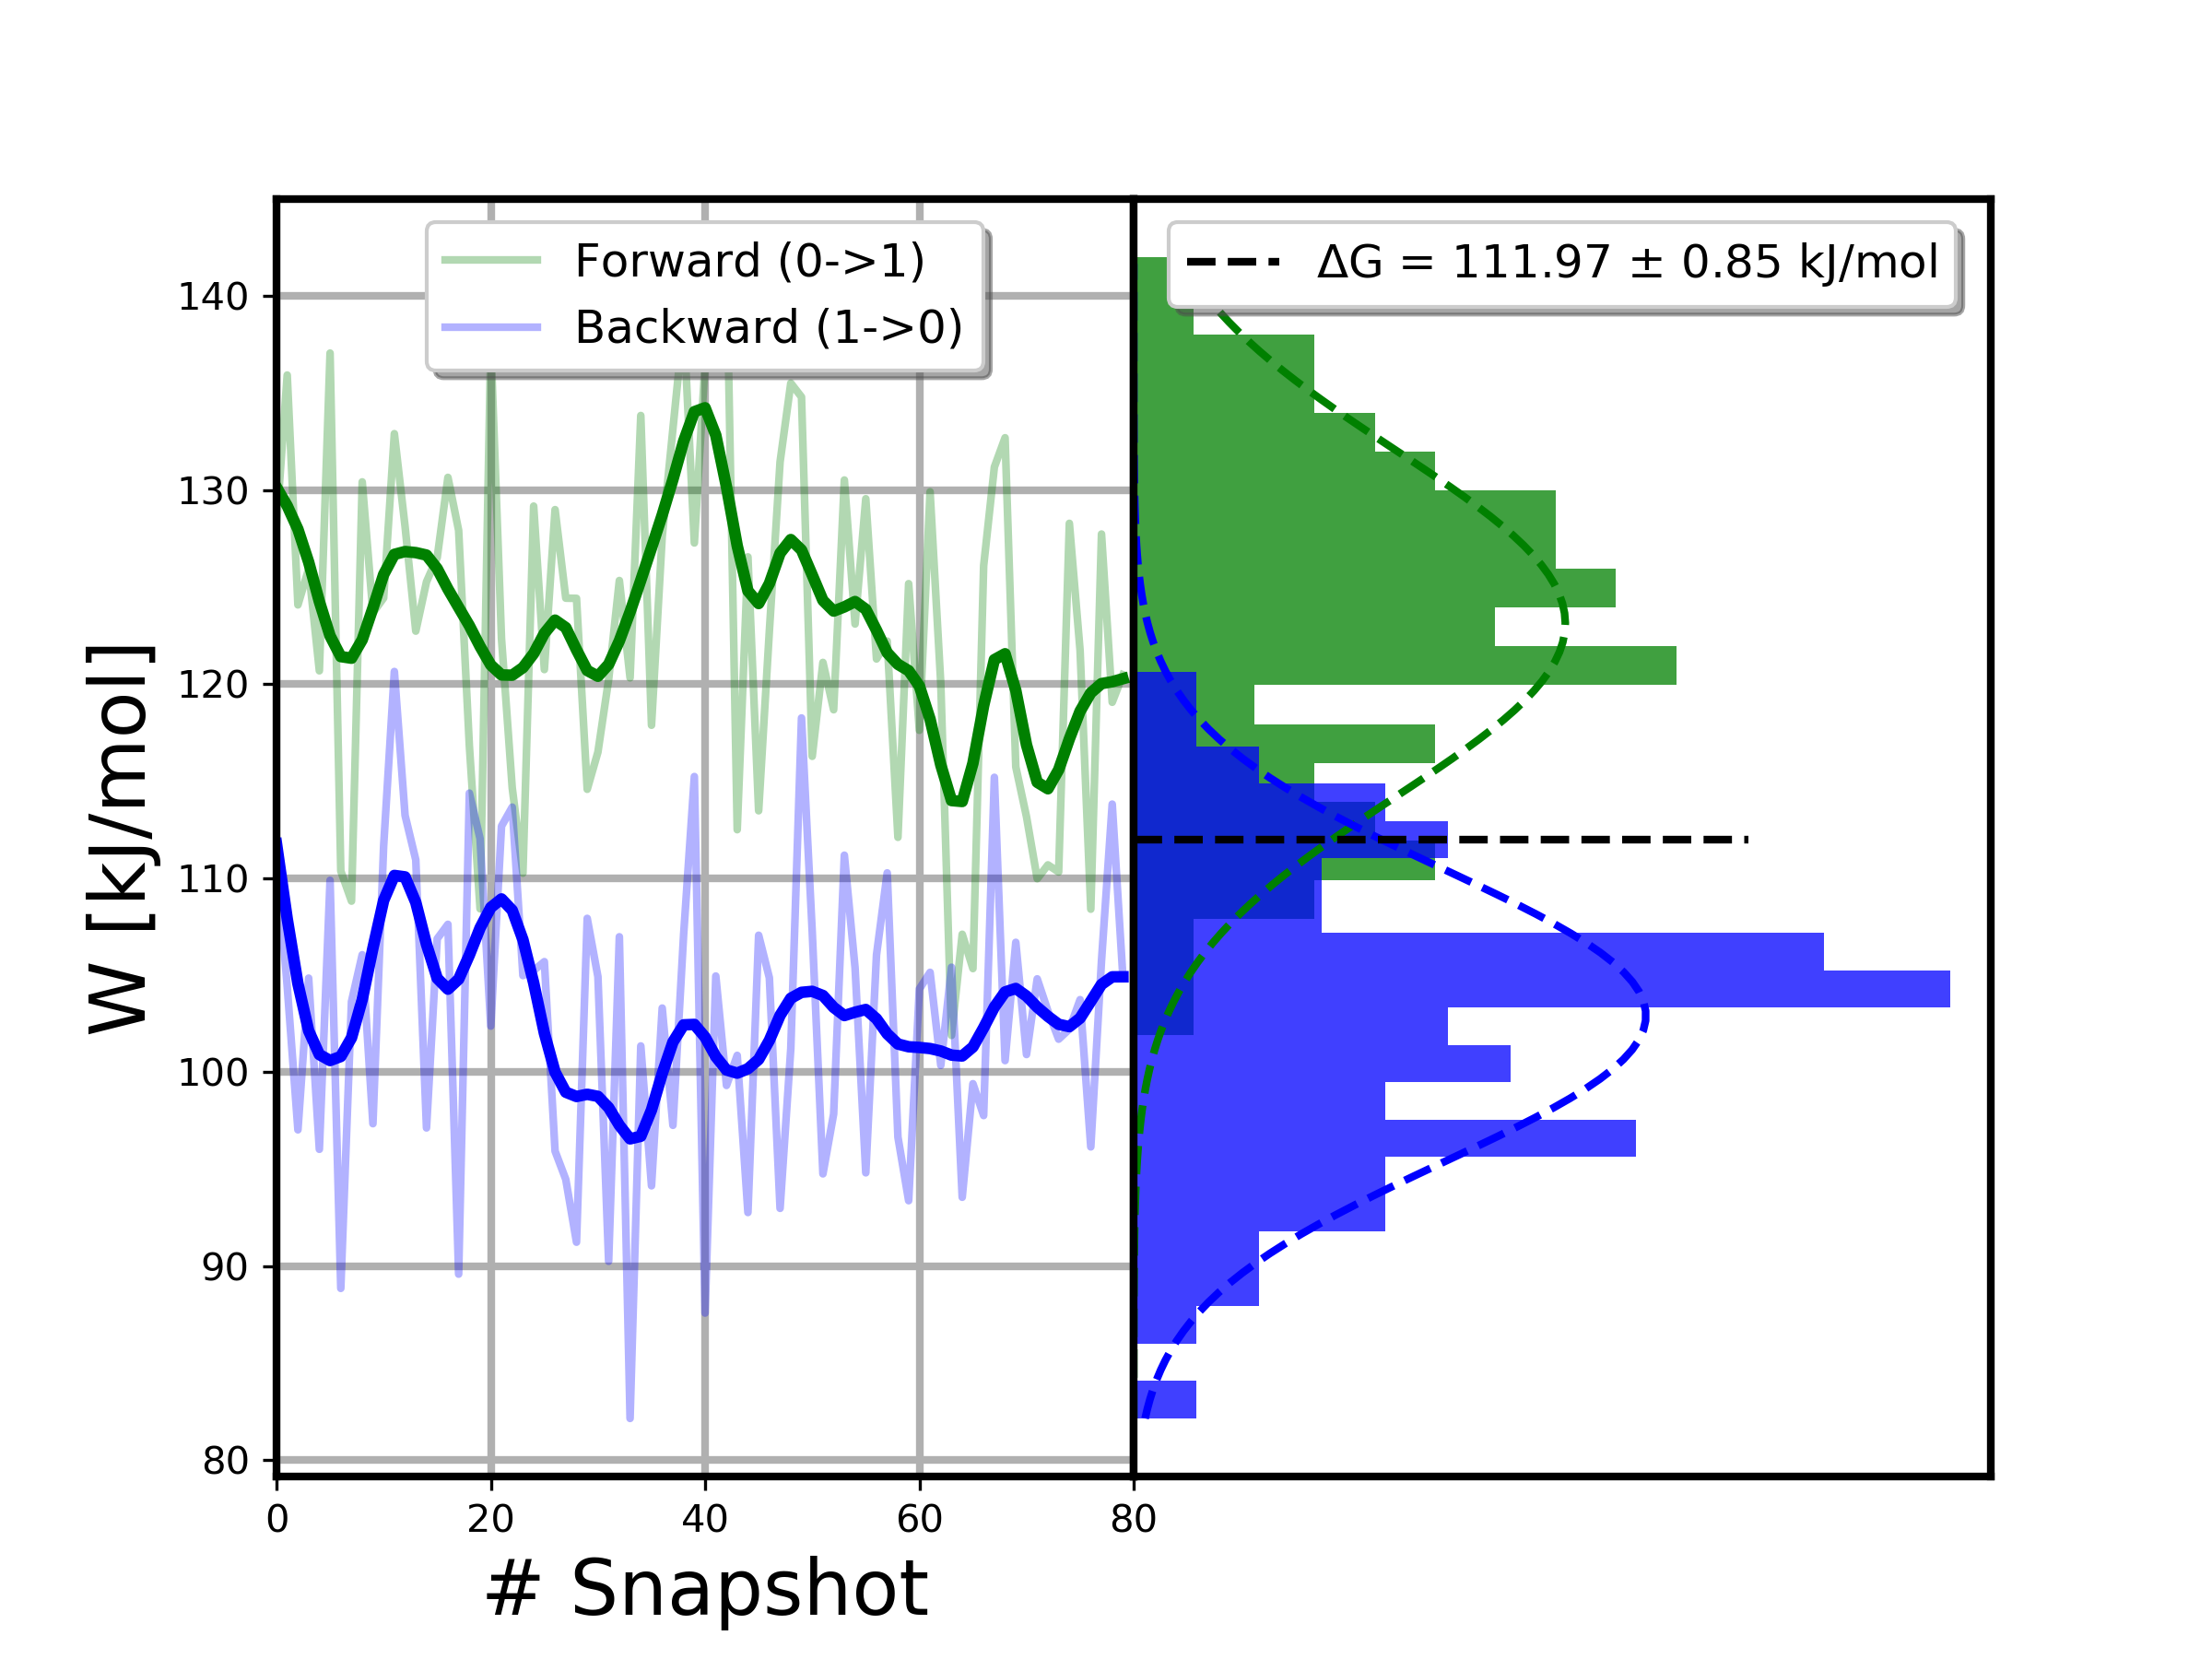 Forward (0->1)
Backward (1->0)
ΔG = 111.97 ± 0.85 kJ/mol
W [kJ/mol]
140
130
120
110
100
90
80
0
20
40
60
80
# Snapshot